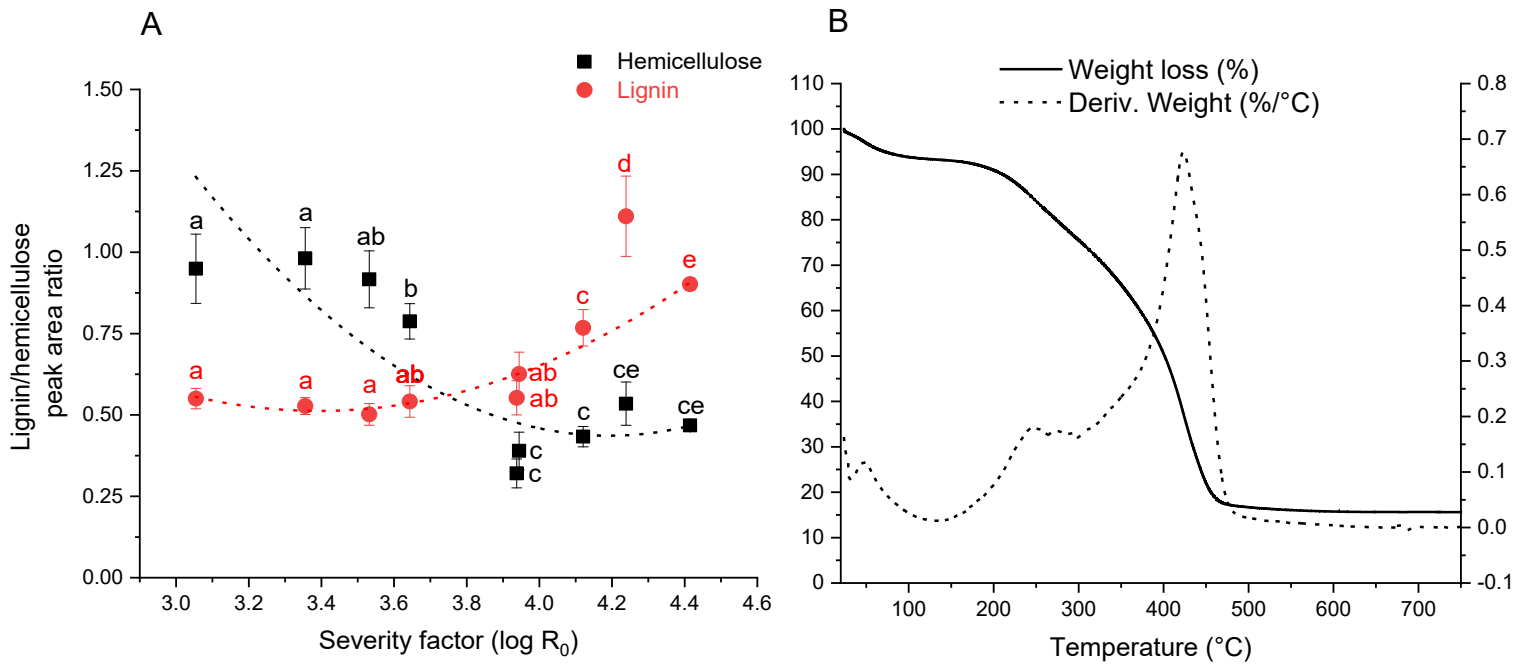 A
Hemicellulose
Lignin
1.50
1.25
1.00
0.75
0.50
0.25
0.00
Lignin/hemicellulose
peak area ratio
a
a
ab
b
c
c
c
ce
ce
a
a
a
ab
ab
ab
c
d
e
3.0 3.2 3.4 3.6 3.8 4.0 4.2 4.4 4.6
Severity factor (log R₀)
B
Weight loss (%)
Deriv. Weight (%/°C)
110
100
90
80
70
60
50
40
30
20
10
0
0.8
0.7
0.6
0.5
0.4
0.3
0.2
0.1
0.0
-0.1
100 200 300 400 500 600 700
Temperature (°C)